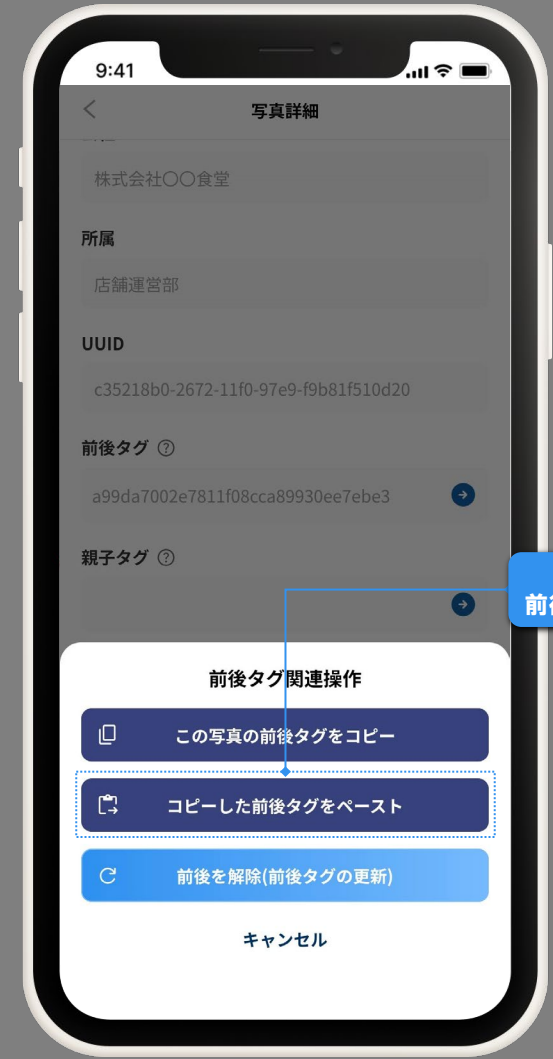 9:41
写真詳細
株式会社〇〇食堂
所属
店舗運営部
UUID
c35218b0-2672-11f0-97e9-f9b81f510d20
前後タグ ?
a99da7002e7811f08cca89930ee7ebe3
親子タグ ?
前後タグ関連操作
この写真の前後タグをコピー
コピーした前後タグをペースト
前後を解除(前後タグの更新)
キャンセル